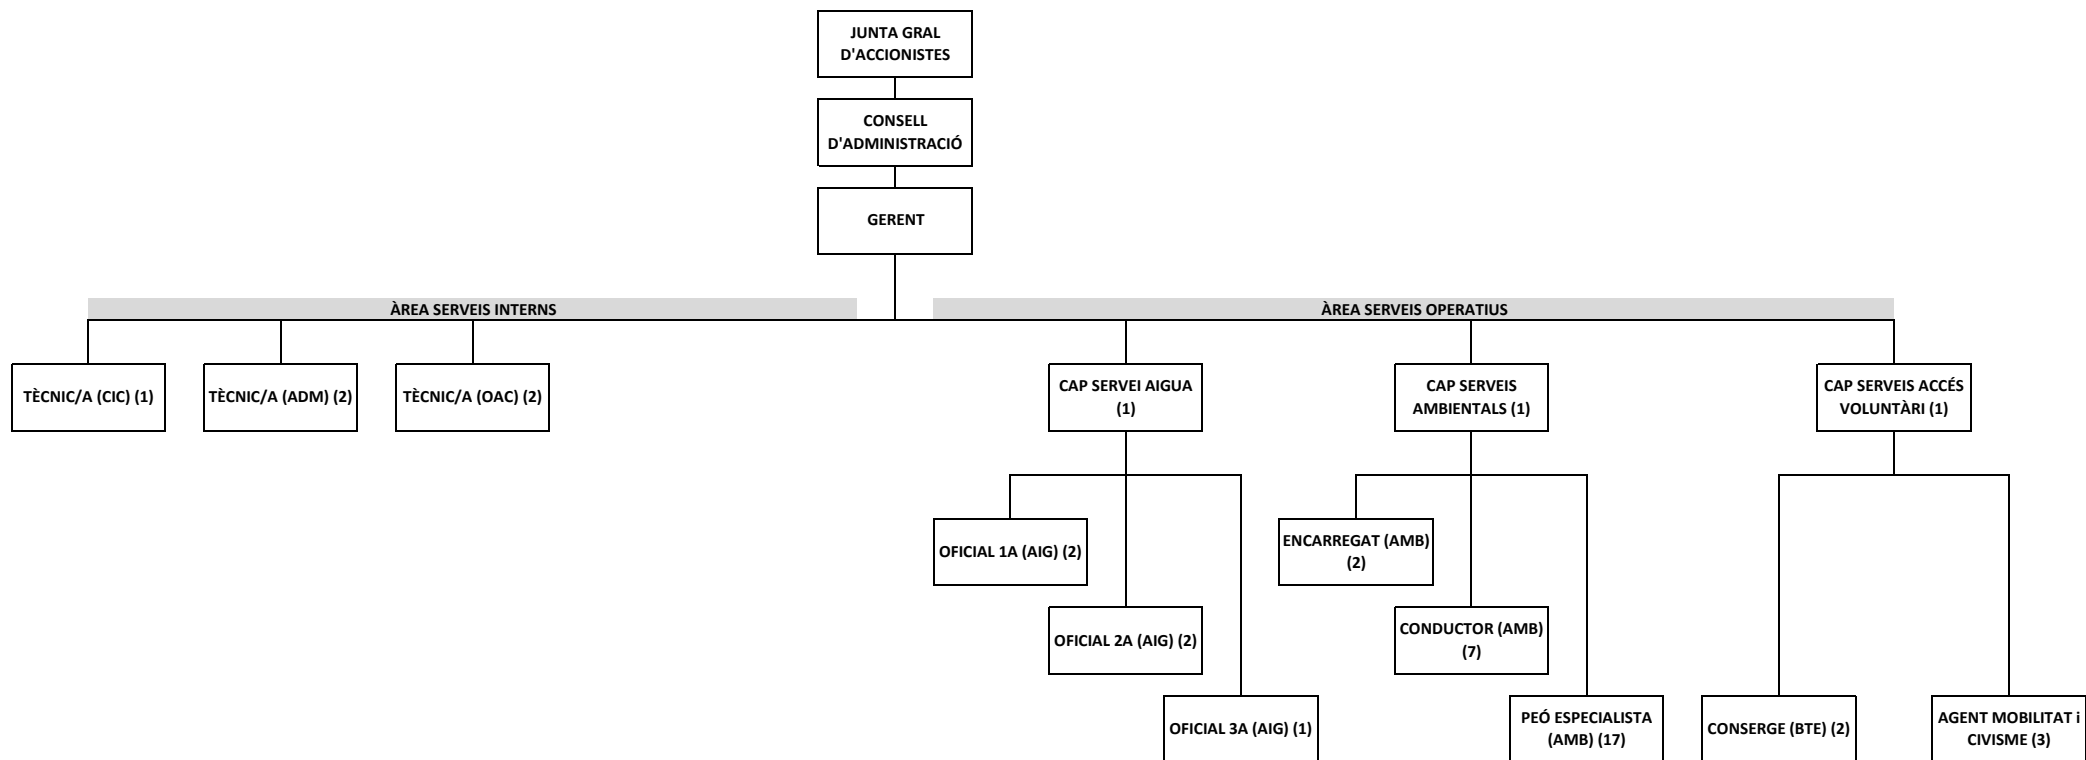 JUNTA GRAL
D'ACCIONISTES
CONSELL
D'ADMINISTRACIÓ
GERENT
ÀREA SERVEIS INTERNS
ÀREA SERVEIS OPERATIUS
TÈCNIC/A (CIC) (1)
TÈCNIC/A (ADM) (2)
TÈCNIC/A (OAC) (2)
CAP SERVEI AIGUA
(1)
CAP SERVEIS
AMBIENTALS (1)
CAP SERVEIS ACCÉS
VOLUNTÀRI (1)
OFICIAL 1A (AIG) (2)
ENCARREGAT (AMB)
(2)
OFICIAL 2A (AIG) (2)
CONDUCTOR (AMB)
(7)
OFICIAL 3A (AIG) (1)
PEÓ ESPECIALISTA
(AMB) (17)
CONSERGE (BTE) (2)
AGENT MOBILITAT i
CIVISME (3)